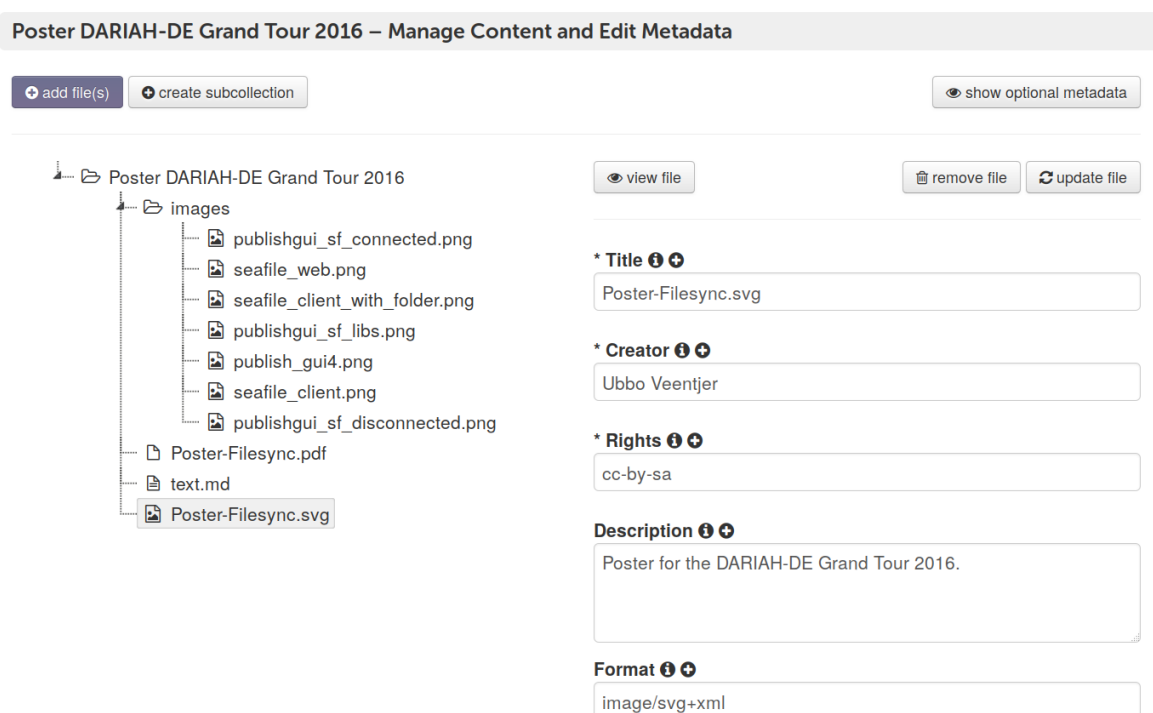 Poster DARIAH-DE Grand Tour 2016 – Manage Content and Edit Metadata
add file(s) create subcollection show optional metadata
Poster DARIAH-DE Grand Tour 2016
images
publishgui_sf_connected.png
seafile_web.png
seafile_client_with_folder.png
publishgui_sf_libs.png
publish_gui4.png
seafile_client.png
publishgui_sf_disconnected.png
Poster-Filesync.pdf
text.md
Poster-Filesync.svg
view file remove file update file
* Title
Poster-Filesync.svg
* Creator
Ubbo Veentjer
* Rights
cc-by-sa
Description
Poster for the DARIAH-DE Grand Tour 2016.
Format
image/svg+xml